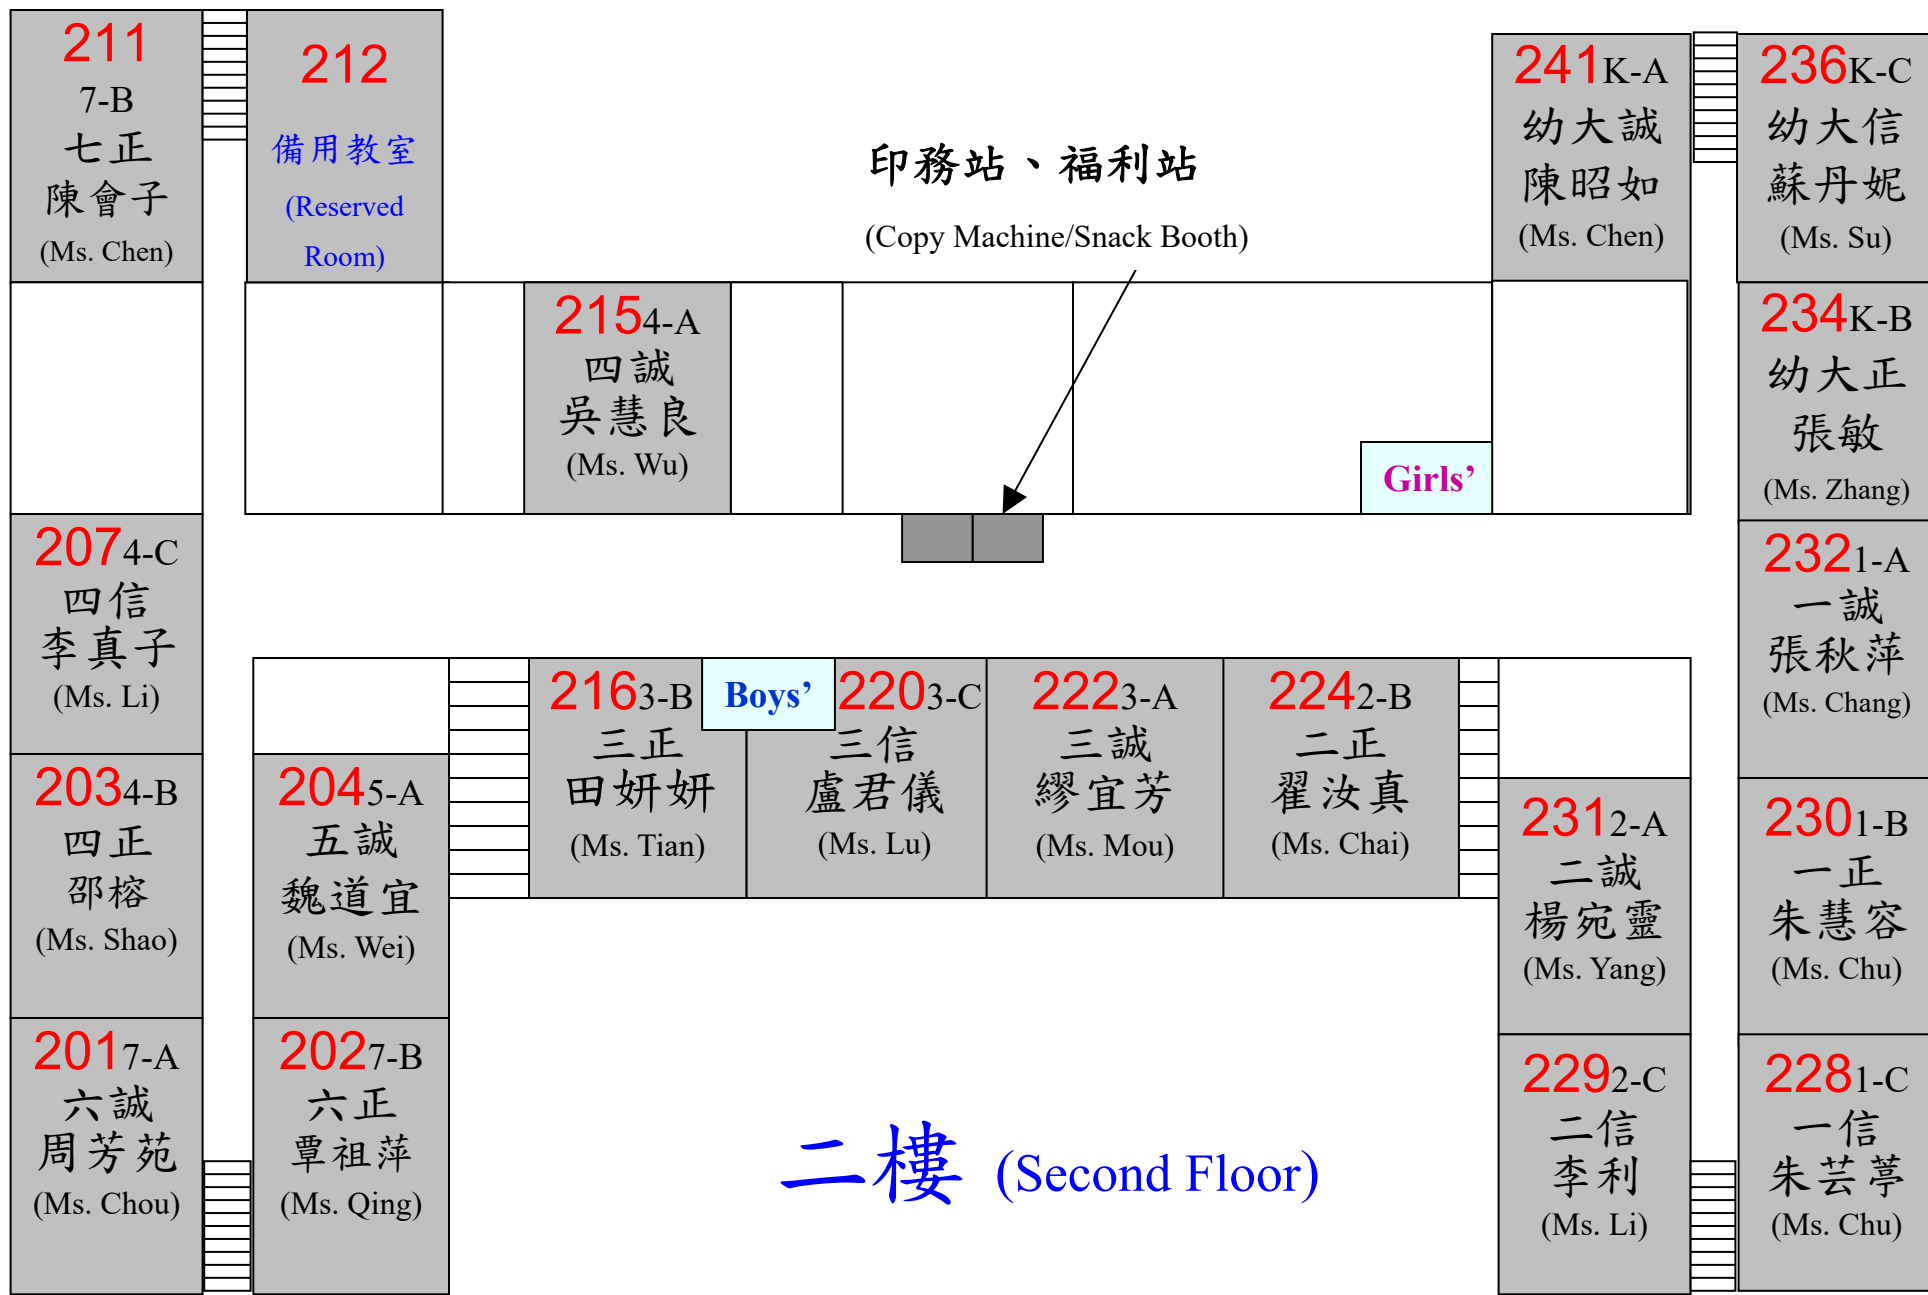 211
7-B
七正
陳會子
(Ms. Chen)
212
備用教室
(Reserved
Room)
印務站、福利站
(Copy Machine/Snack Booth)
241K-A
幼大誠
陳昭如
(Ms. Chen)
236K-C
幼大信
蘇丹妮
(Ms. Su)
2154-A
四誠
吳慧良
(Ms. Wu)
Girls’
234K-B
幼大正
張敏
(Ms. Zhang)
2074-C
四信
李真子
(Ms. Li)
2321-A
一誠
張秋萍
(Ms. Chang)
2163-B
三正
田妍妍
(Ms. Tian)
Boys’
2203-C
三信
盧君儀
(Ms. Lu)
2223-A
三誠
繆宜芳
(Ms. Mou)
2242-B
二正
翟汝真
(Ms. Chai)
2034-B
四正
邵榕
(Ms. Shao)
2045-A
五誠
魏道宜
(Ms. Wei)
2312-A
二誠
楊宛靈
(Ms. Yang)
2301-B
一正
朱慧容
(Ms. Chu)
2017-A
六誠
周芳苑
(Ms. Chou)
2027-B
六正
覃祖萍
(Ms. Qing)
二樓 (Second Floor)
2292-C
二信
李利
(Ms. Li)
2281-C
一信
朱芸葶
(Ms. Chu)